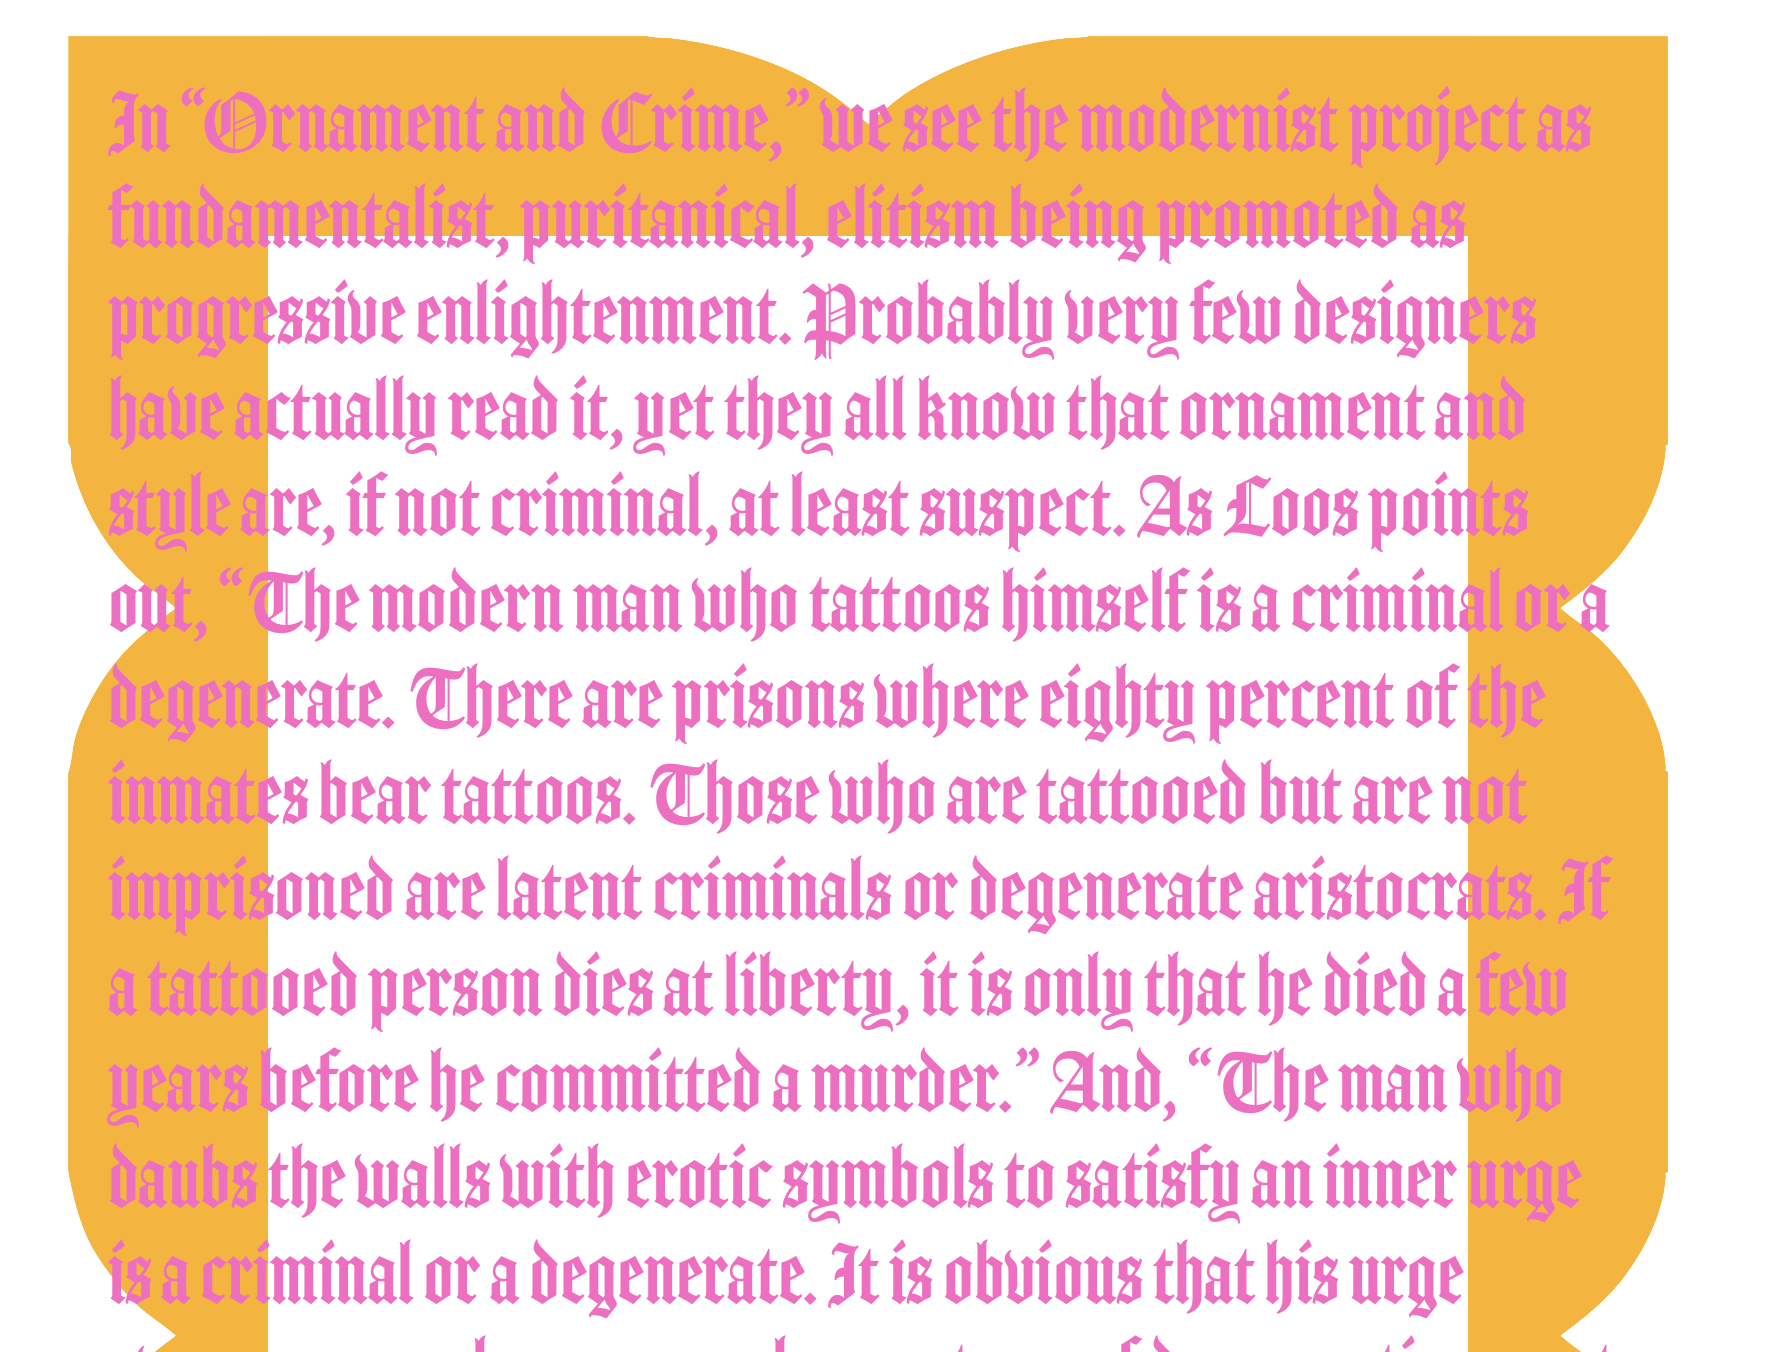 In “Ornament and Crime,” we see the modernist project as
fundamentalist, puritanical, elitism being promoted as
progressive enlightenment. Probably very few designers
have actually read it, yet they all know that ornament and
style are, if not criminal, at least suspect. As Loos points
out, “The modern man who tattoos himself is a criminal or a
degenerate. There are prisons where eighty percent of the
inmates bear tattoos. Those who are tattooed but are not
imprisoned are latent criminals or degenerate aristocrats. If
a tattooed person dies at liberty, it is only that he died a few
years before he committed a murder.” And, “The man who
daubs the walls with erotic symbols to satisfy an inner urge
is a criminal or a degenerate. It is obvious that his urge